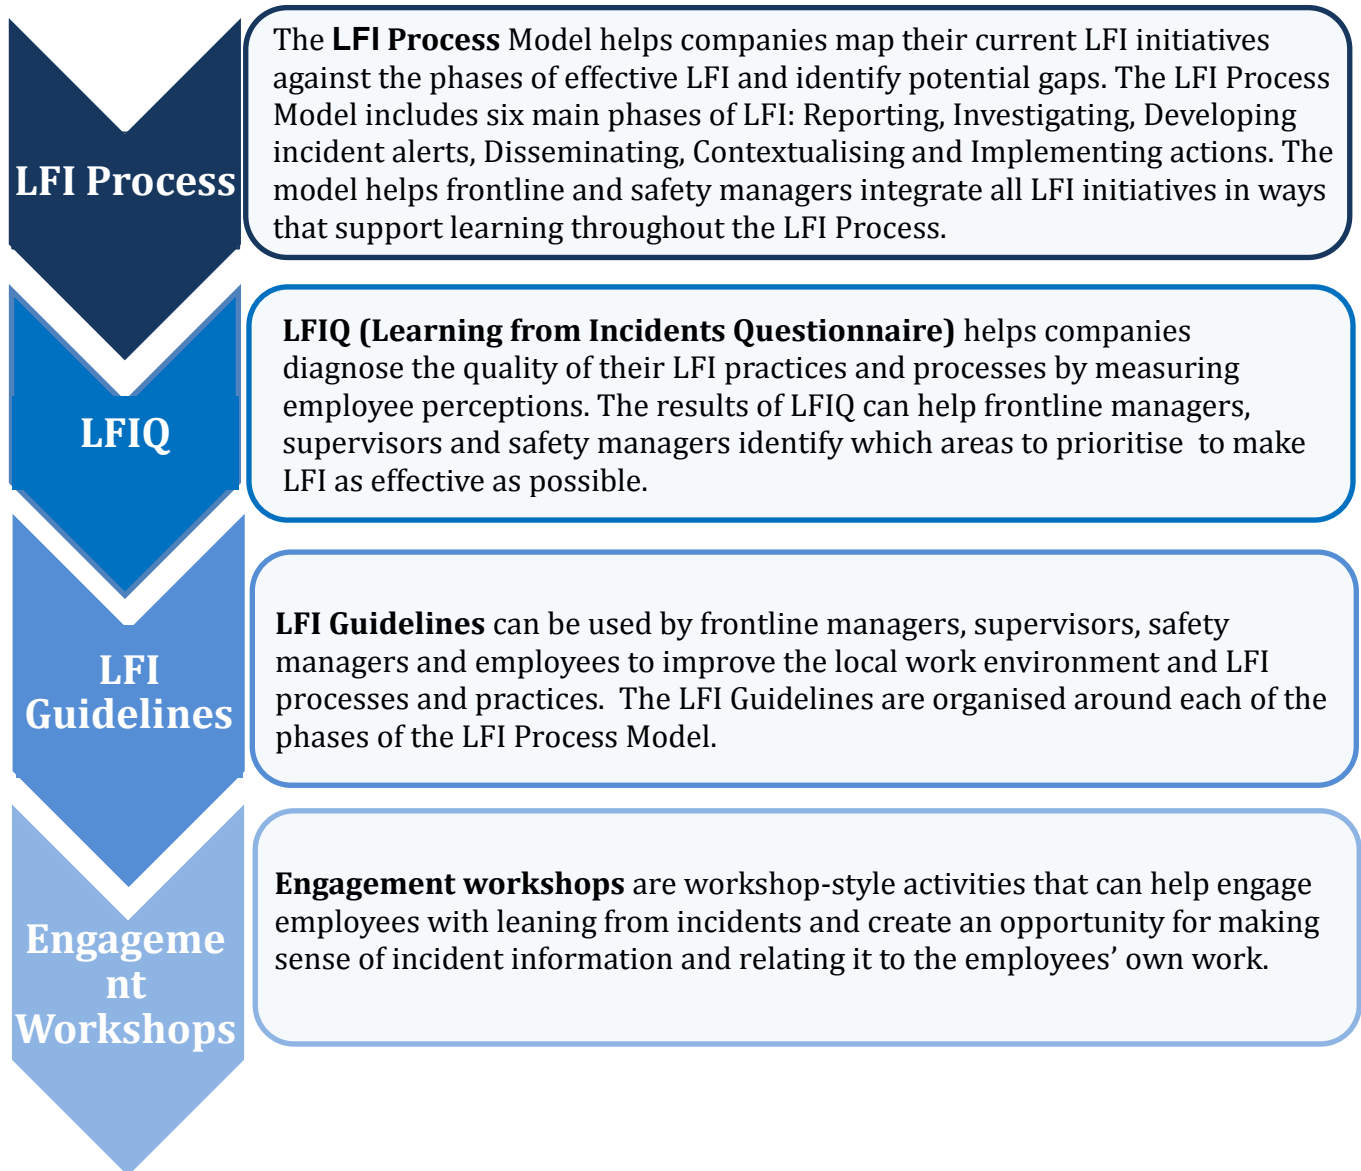 LFI Process
The LFI Process Model helps companies map their current LFI initiatives
against the phases of effective LFI and identify potential gaps. The LFI Process
Model includes six main phases of LFI: Reporting, Investigating, Developing
incident alerts, Disseminating, Contextualising and Implementing actions. The
model helps frontline and safety managers integrate all LFI initiatives in ways
that support learning throughout the LFI Process.
LFIQ
LFIQ (Learning from Incidents Questionnaire) helps companies
diagnose the quality of their LFI practices and processes by measuring
employee perceptions. The results of LFIQ can help frontline managers,
supervisors and safety managers identify which areas to prioritise  to make
LFI as effective as possible.
LFI
Guidelines
LFI Guidelines can be used by frontline managers, supervisors, safety
managers and employees to improve the local work environment and LFI
processes and practices.  The LFI Guidelines are organised around each of the
phases of the LFI Process Model.
Engageme
nt
Workshops
Engagement workshops are workshop-style activities that can help engage
employees with leaning from incidents and create an opportunity for making
sense of incident information and relating it to the employees’ own work.